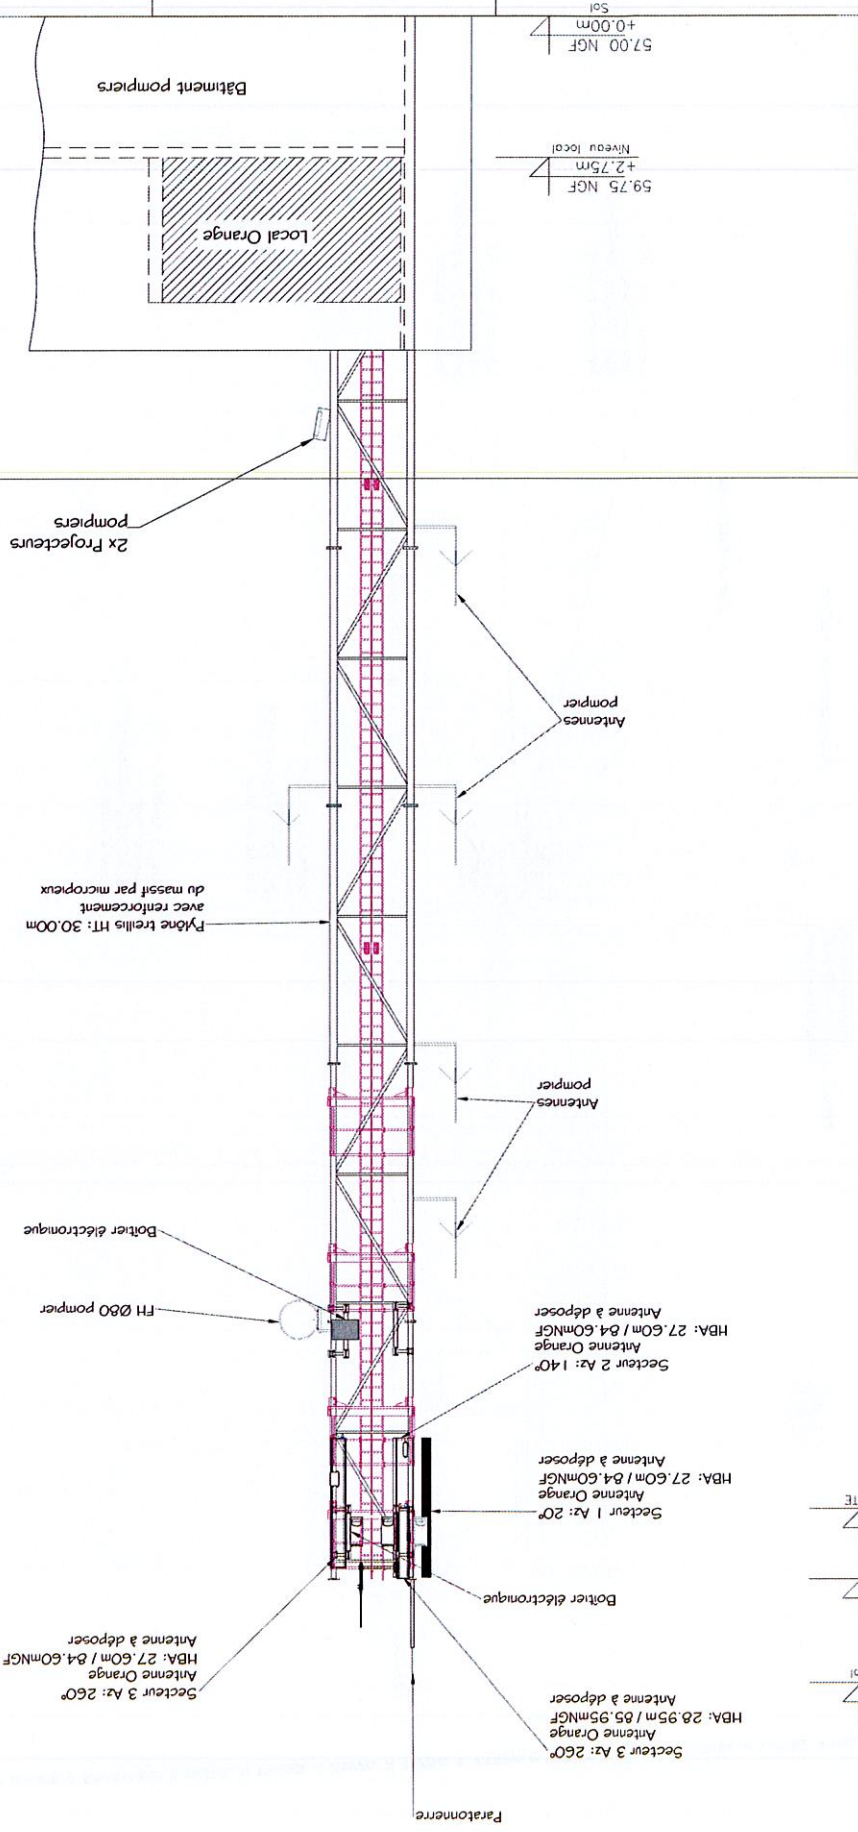 Paratonnerre
Secteur 3 Az: 260°
Antenne Orange
HBA: 28.95m / 85.95mNGF
Antenne à déposer
Secteur 3 Az: 260°
Antenne Orange
HBA: 27.60m / 84.60mNGF
Antenne à déposer
Boîtier éléctronique
Secteur 1 Az: 20°
Antenne Orange
HBA: 27.60m / 84.60mNGF
Antenne à déposer
Secteur 2 Az: 140°
Antenne Orange
HBA: 27.60m / 84.60mNGF
Antenne à déposer
FH Ø80 pompier
Boîtier éléctronique
Antennes
pompier
Pylône treillis HT: 30.00m
avec renforcement
du massif par micropieux
Antennes
pompier
2x Projecteurs
pompiers
Local Orange
59.75 NGF
+2.75m
Niveau local
Bâtiment pompiers
57.00 NGF
+0.00m
Sol